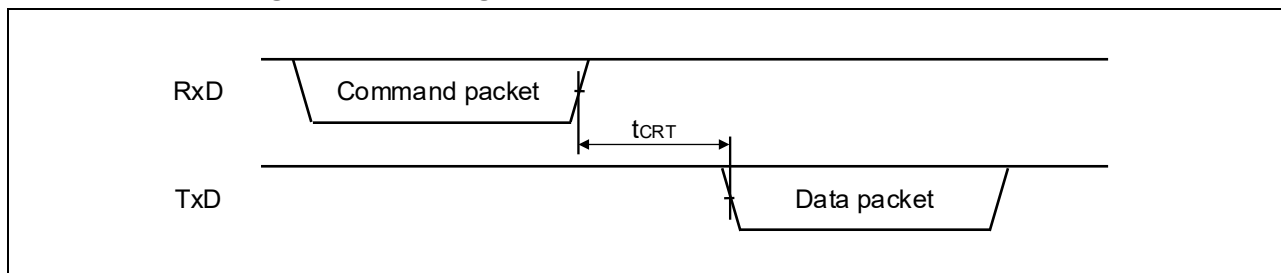 RxD
Command packet
tCRT
TxD
Data packet